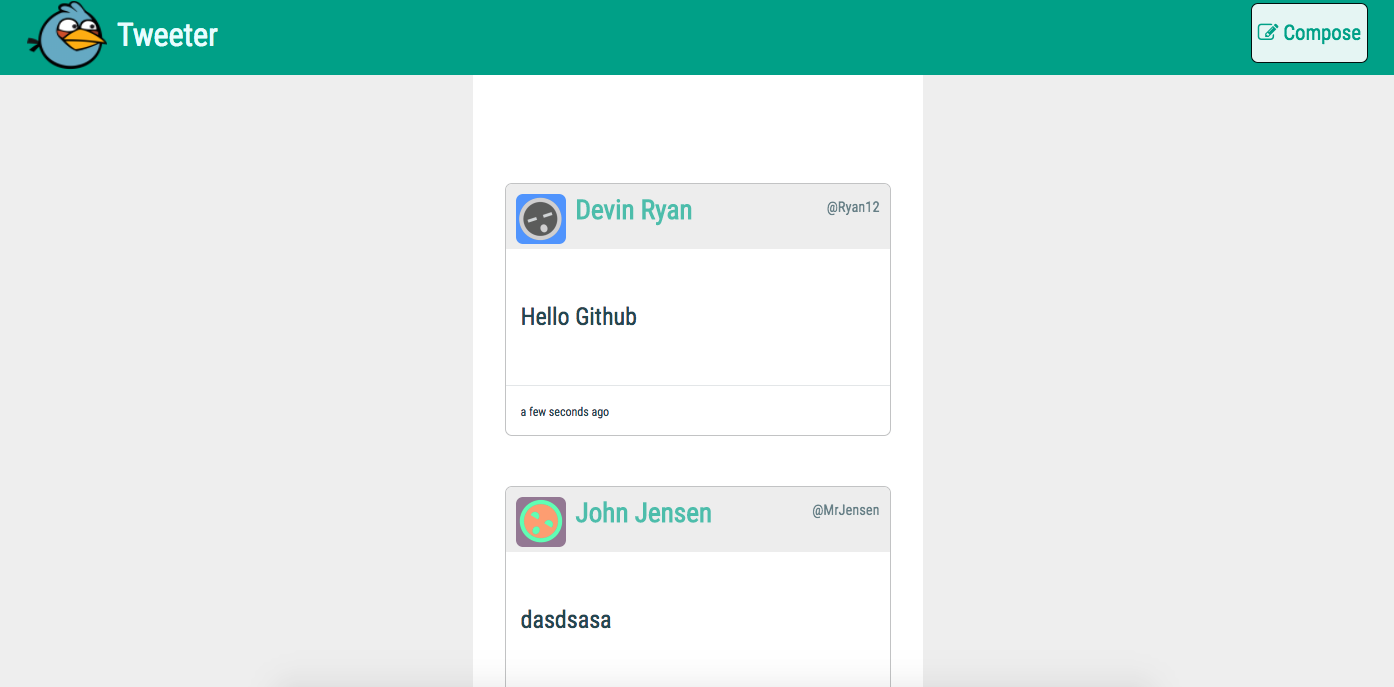 Tweeter
Compose
Devin Ryan
@Ryan12
Hello Github
a few seconds ago
John Jensen
@MrJensen
dasdsasa